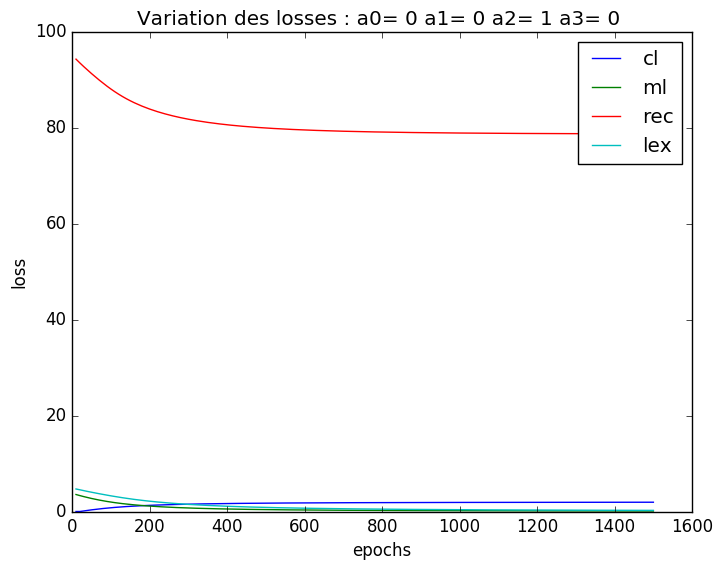 Variation des losses : a0= 0 a1= 0 a2= 1 a3= 0
100
80
60
40
20
0
loss
cl
ml
rec
lex
0 200 400 600 800 1000 1200 1400 1600
epochs